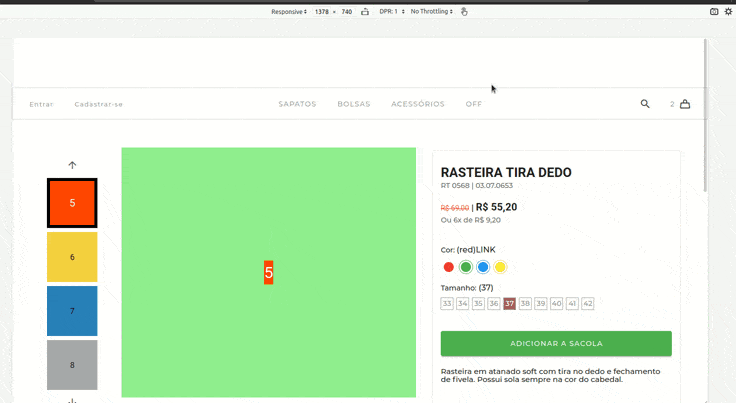 Responsive 1378 × 740 DPR: 1 No Throttling
Entrar Cadastrar-se SAPATOS BOLSAS ACESSÓRIOS OFF 2
5
6
7
8
5
RASTEIRA TIRA DEDO
RT 0568 | 03.07.0653
R$ 69,00 | R$ 55,20
Ou 6x de R$ 9,20
Cor: (red)LINK
Tamanho: (37)
33 34 35 36 37 38 39 40 41 42
ADICIONAR A SACOLA
Rasteira em atanado soft com tira no dedo e fechamento
de fivela. Possui sola sempre na cor do cabedal.